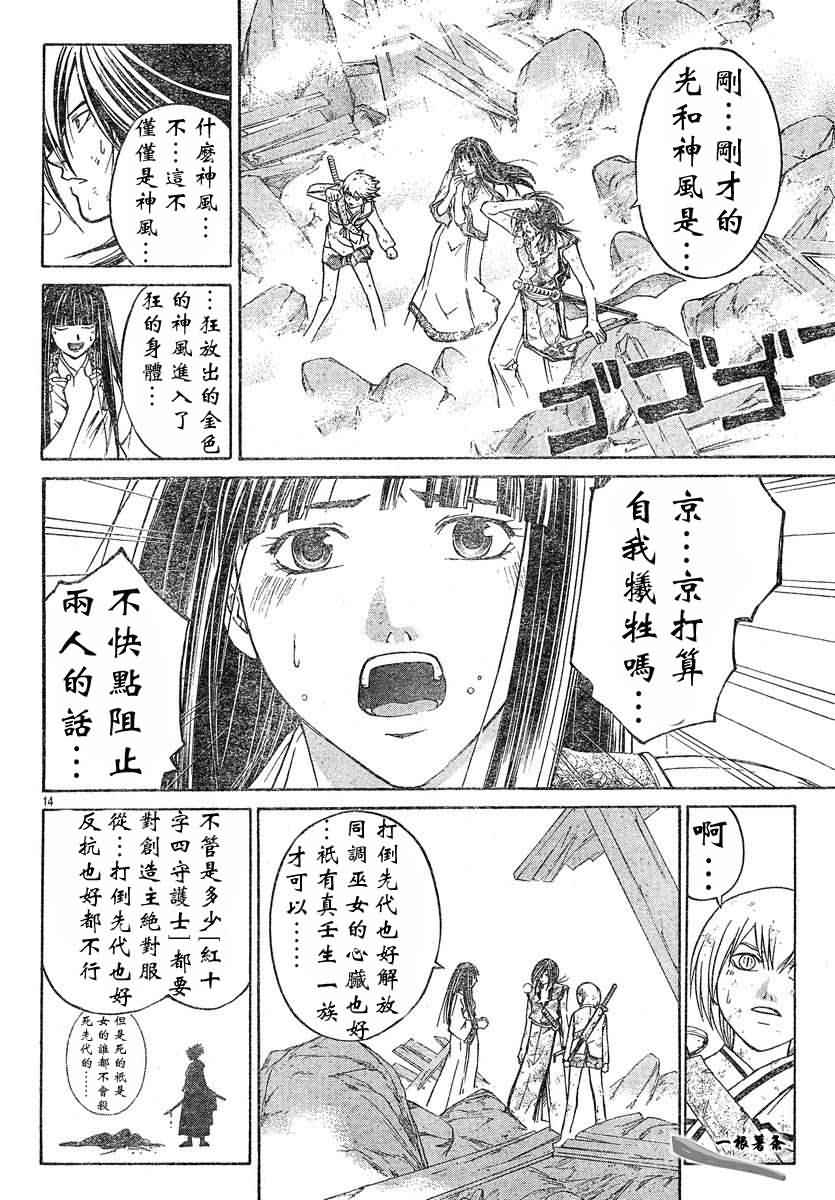 剛…剛才的
光和神風是…
ゴゴゴゴ
什麼神風…
不…這不
僅僅是神風…
…狂放出的金色
的神風進入了
狂的身體…
京…京打算
自我犧牲嗎…
不快點阻止
兩人的話…
14
啊…
打倒先代也好解放
同調巫女的心臟也好
…祇有真壬生一族
才可以……
不管是多少「紅十
字四守護士」都要
對創造主絕對服
從…打倒先代也好
反抗也好都不行
但是死的祇是
女的誰都不會殺
死先代的……
一根薯条